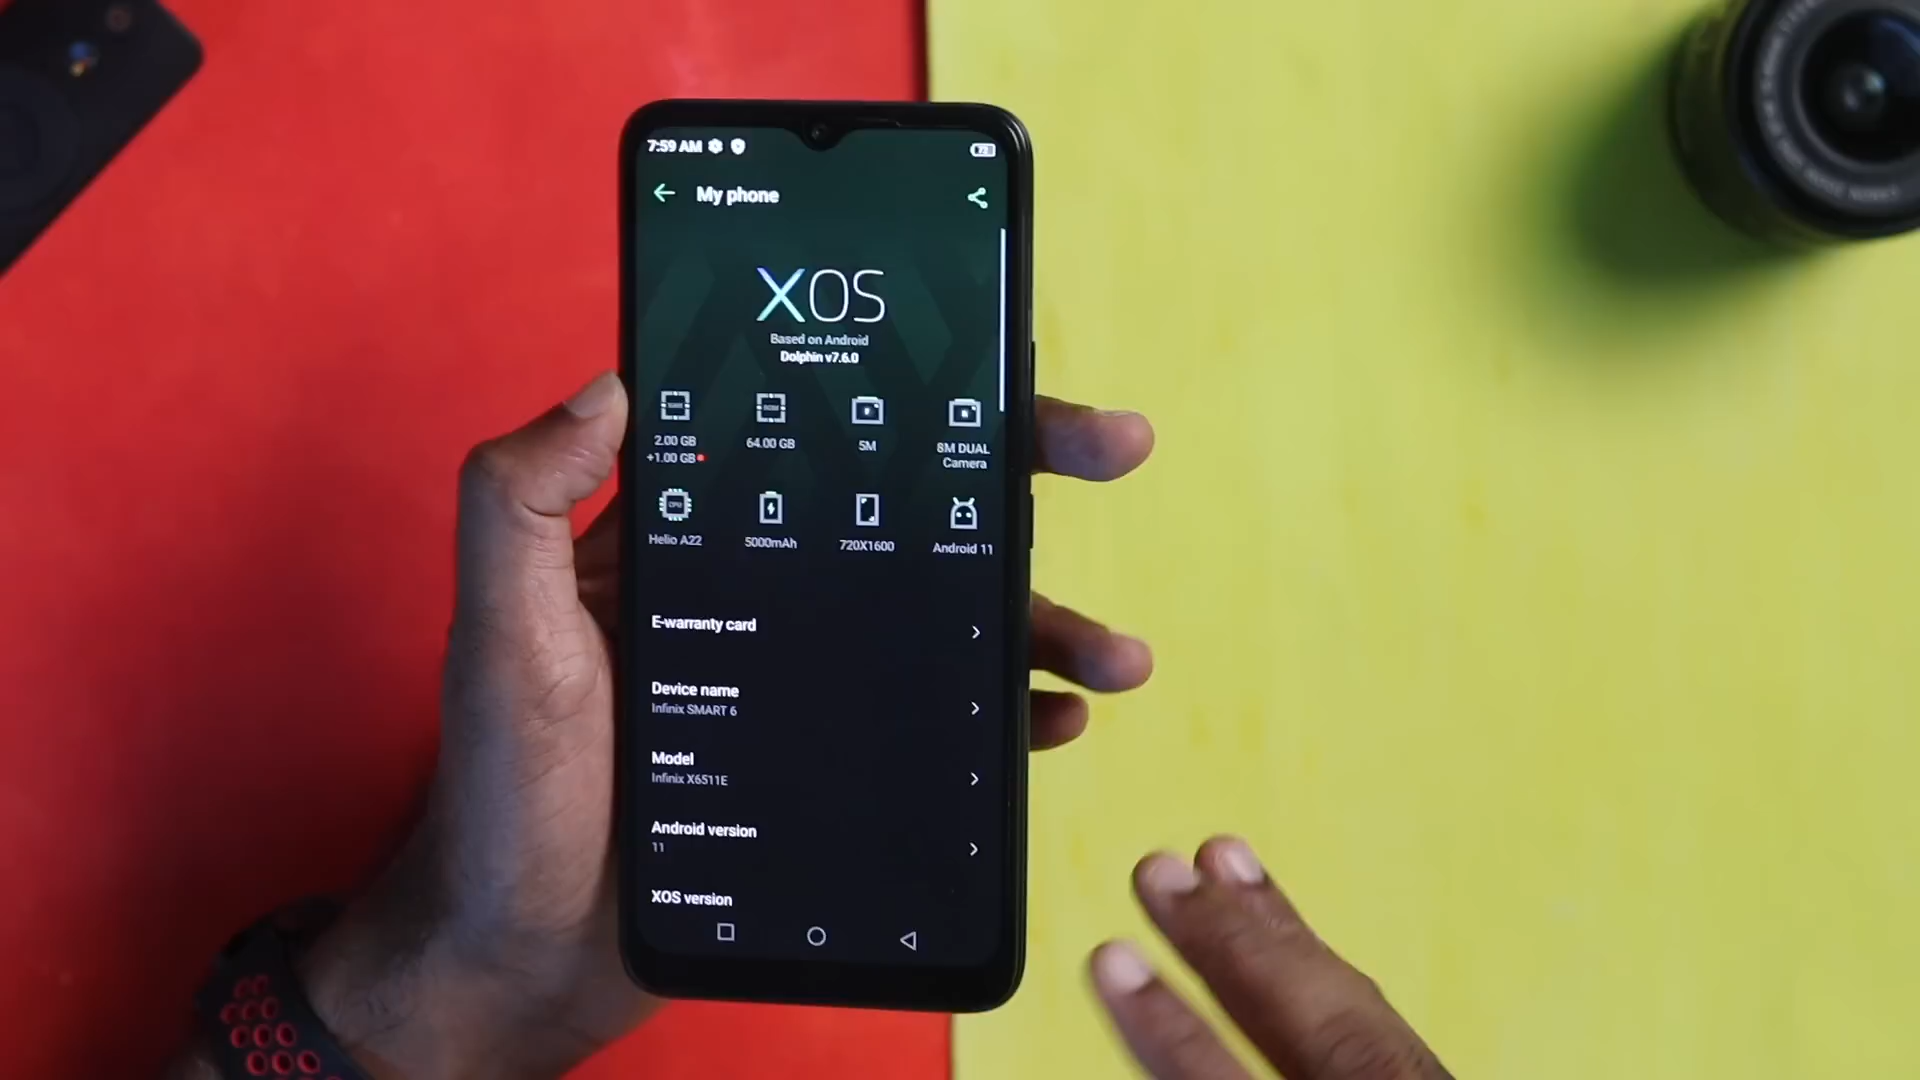 7:59 AM
72
My phone
XOS
Based on Android
Dolphin v7.6.0
2.00 GB
+1.00 GB
64.00 GB
5M
8M DUAL
Camera
CPU
Helio A22
5000mAh
720X1600
Android 11
E-warranty card
Device name
Infinix SMART 6
Model
Infinix X6511E
Android version
11
XOS version